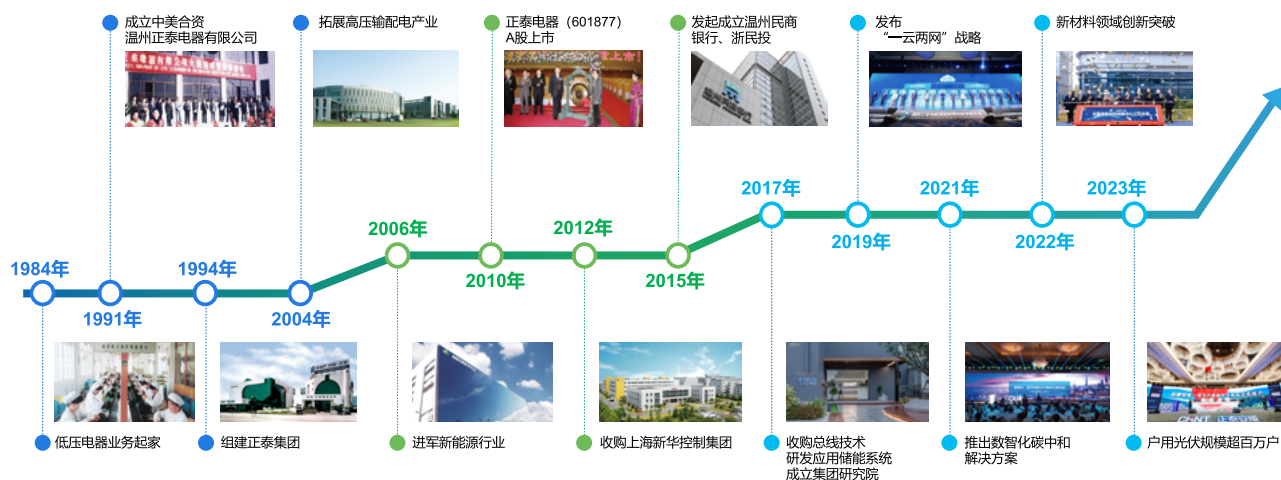 成立中美合资
温州正泰电器有限公司
拓展高压输配电产业
正泰电器（601877）
A股上市
发起成立温州民商
银行、浙民投
发布
“一云两网”战略
新材料领域创新突破
2017年
2021年
2023年
2006年
2012年
2019年
2022年
1984年
1994年
2010年
2015年
1991年
2004年
低压电器业务起家
组建正泰集团
进军新能源行业
收购上海新华控制集团
收购总线技术
研发应用储能系统
成立集团研究院
推出数智化碳中和
解决方案
户用光伏规模超百万户